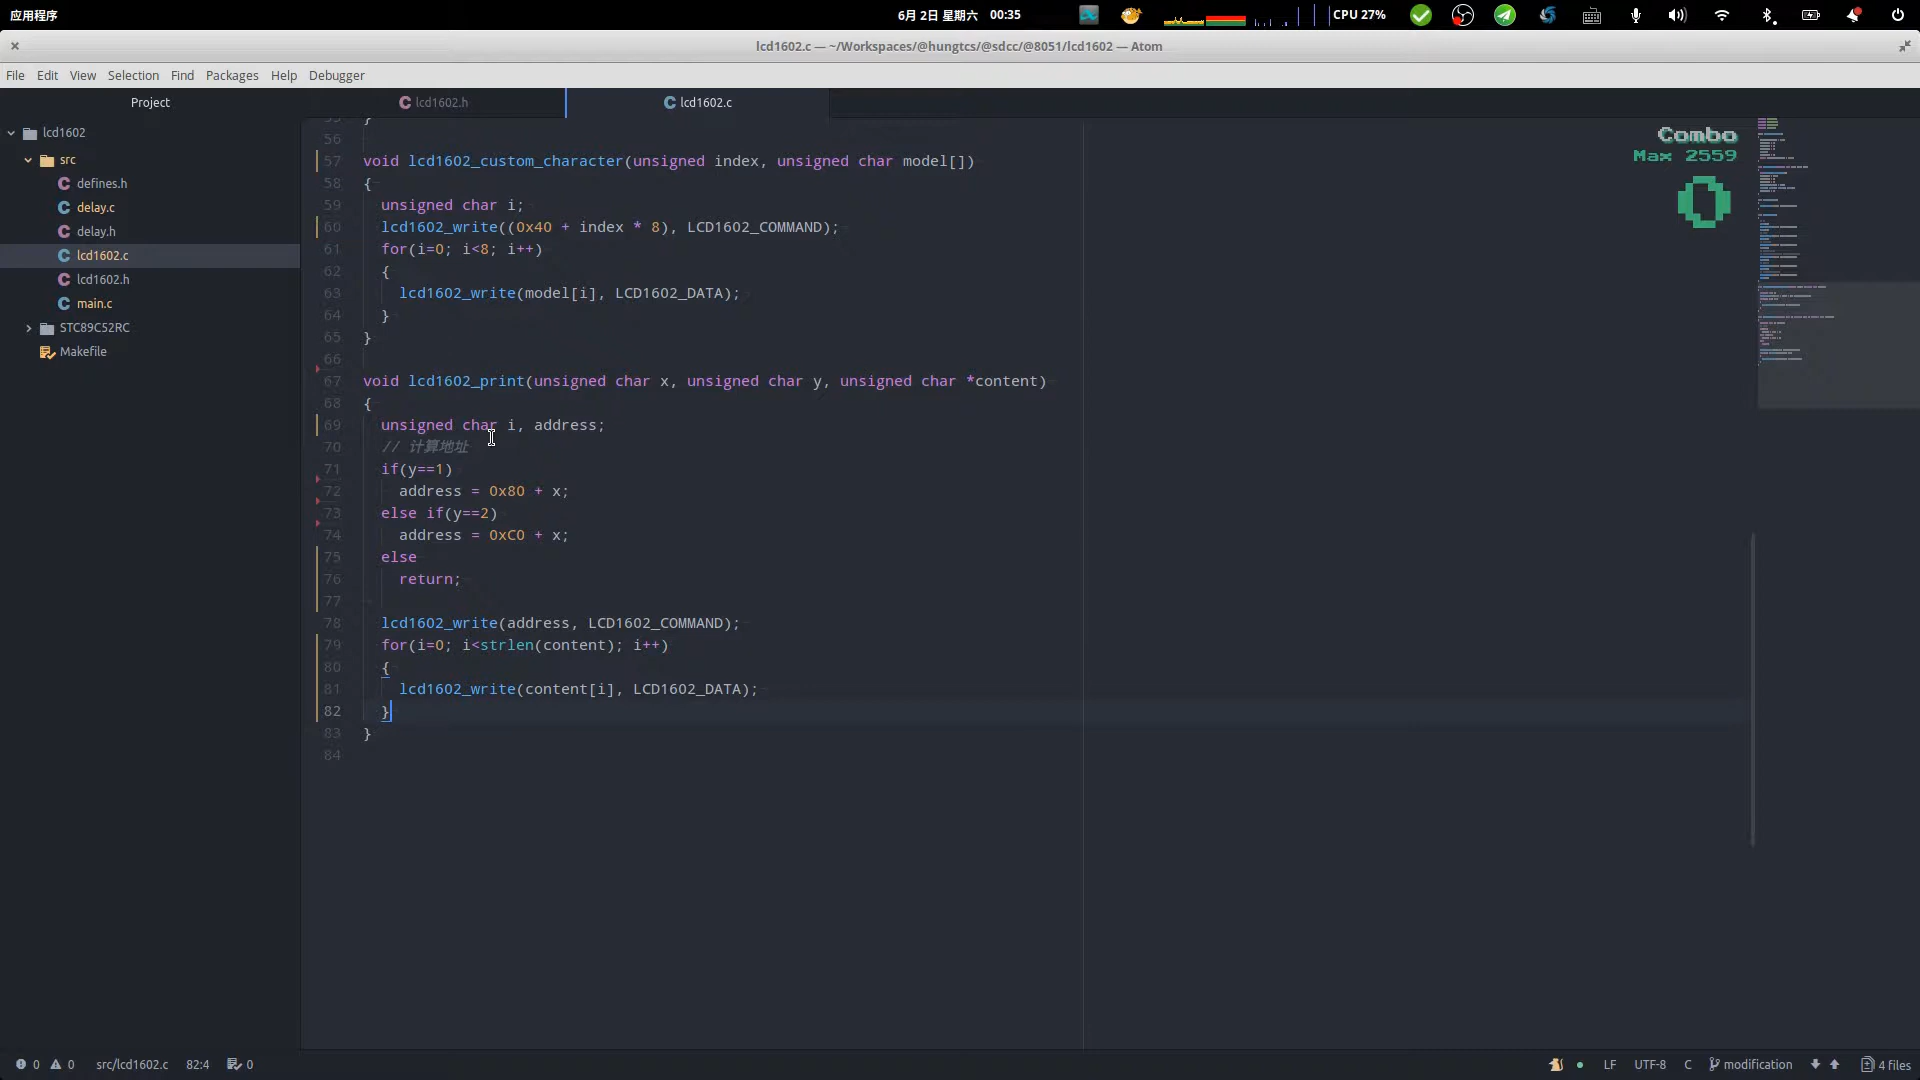 应用程序
6月 2日 星期六 00:35
CPU 27%
lcd1602.c — ~/Workspaces/@hungtcs/@sdcc/@8051/lcd1602 — Atom
File Edit View Selection Find Packages Help Debugger
Project
lcd1602.h
lcd1602.c
lcd1602
src
defines.h
delay.c
delay.h
lcd1602.c
lcd1602.h
main.c
STC89C52RC
Makefile
Combo
Max 2559
0
55 }
56
57 void lcd1602_custom_character(unsigned index, unsigned char model[])
58 {
59 unsigned char i;
60 lcd1602_write((0x40 + index * 8), LCD1602_COMMAND);
61 for(i=0; i<8; i++)
62 {
63 lcd1602_write(model[i], LCD1602_DATA);
64 }
65 }
66
67 void lcd1602_print(unsigned char x, unsigned char y, unsigned char *content)
68 {
69 unsigned char i, address;
70 // 计算地址
71 if(y==1)
72 address = 0x80 + x;
73 else if(y==2)
74 address = 0xC0 + x;
75 else
76 return;
77
78 lcd1602_write(address, LCD1602_COMMAND);
79 for(i=0; i<strlen(content); i++)
80 {
81 lcd1602_write(content[i], LCD1602_DATA);
82 }
83 }
84
0 0 src/lcd1602.c 82:4 0
LF UTF-8 C modification 4 files